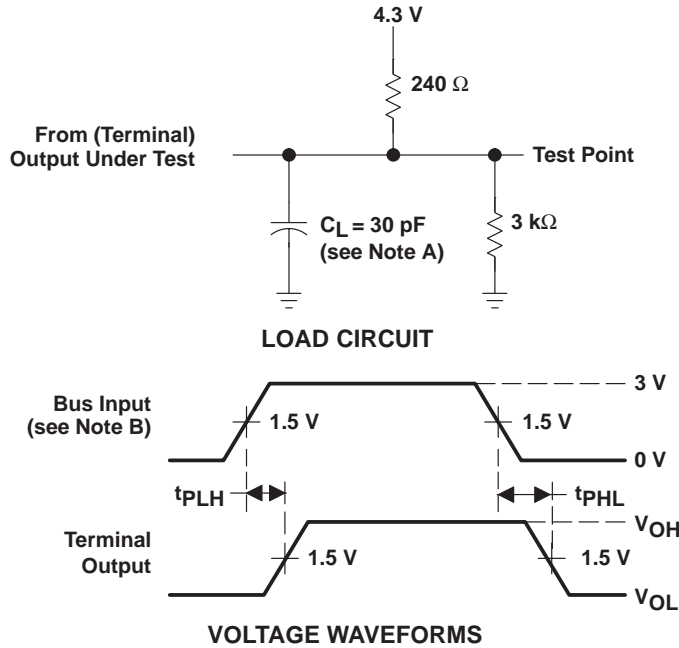 4.3 V
240 Ω
From (Terminal)
Output Under Test
Test Point
CL = 30 pF
(see Note A)
3 kΩ
LOAD CIRCUIT
Bus Input
(see Note B)
1.5 V
1.5 V
3 V
0 V
tPLH
tPHL
Terminal
Output
1.5 V
1.5 V
VOH
VOL
VOLTAGE WAVEFORMS